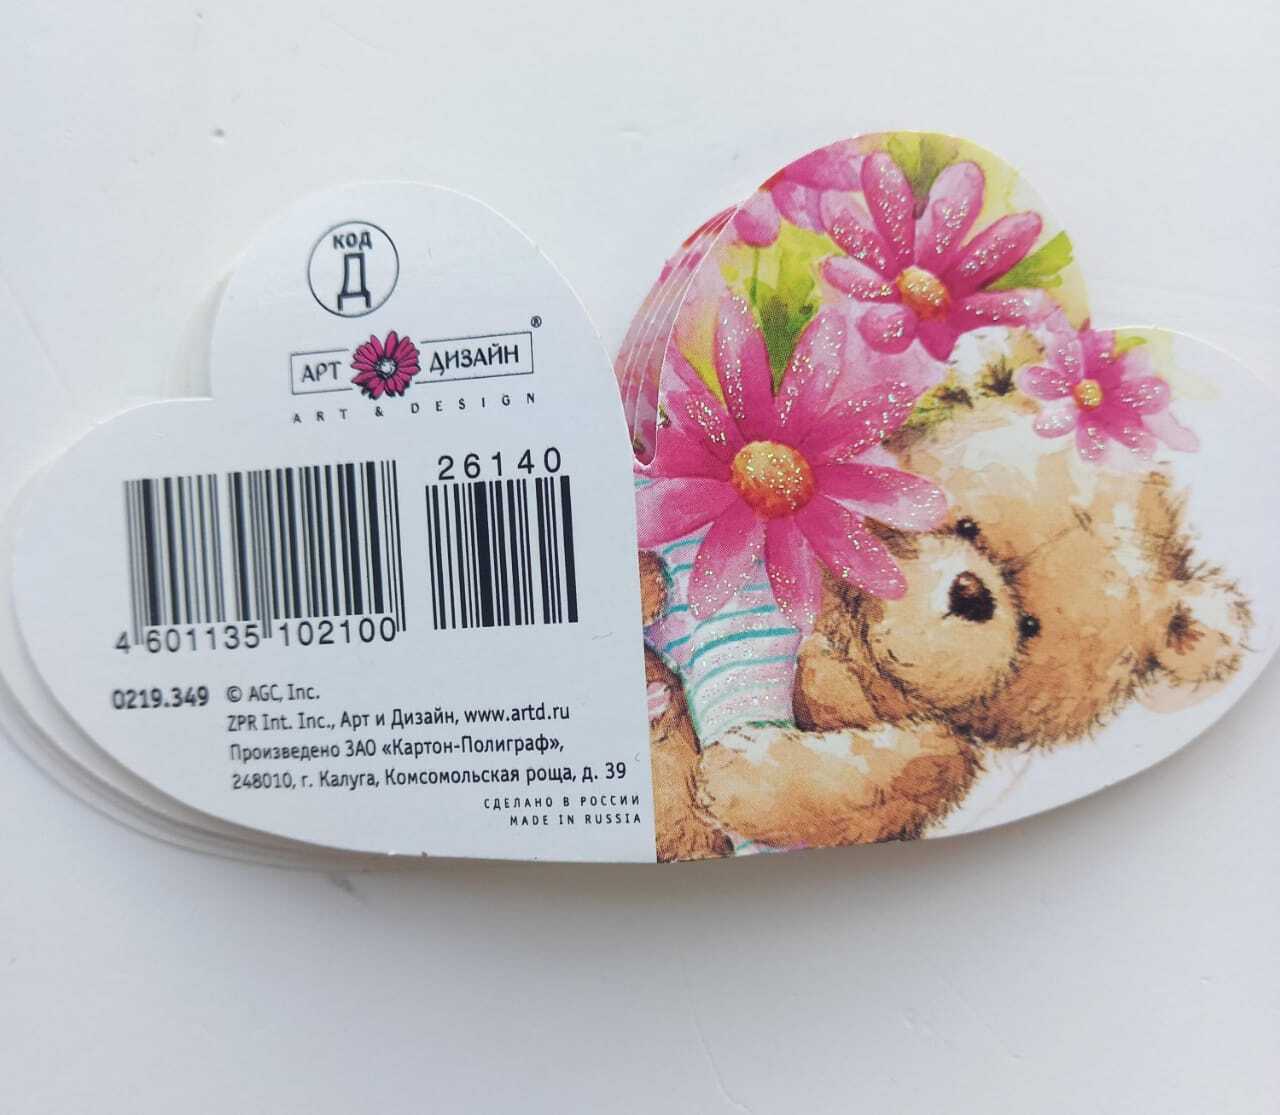 КОД
Д
АРТ ДИЗАЙН®
ART & DESIGN
26140
4 601135 102100
0219.349 © AGC, Inc.
ZPR Int. Inc., Арт и Дизайн, www.artd.ru
Произведено ЗАО «Картон-Полиграф»,
248010, г. Калуга, Комсомольская роща, д. 39
СДЕЛАНО В РОССИИ
MADE IN RUSSIA